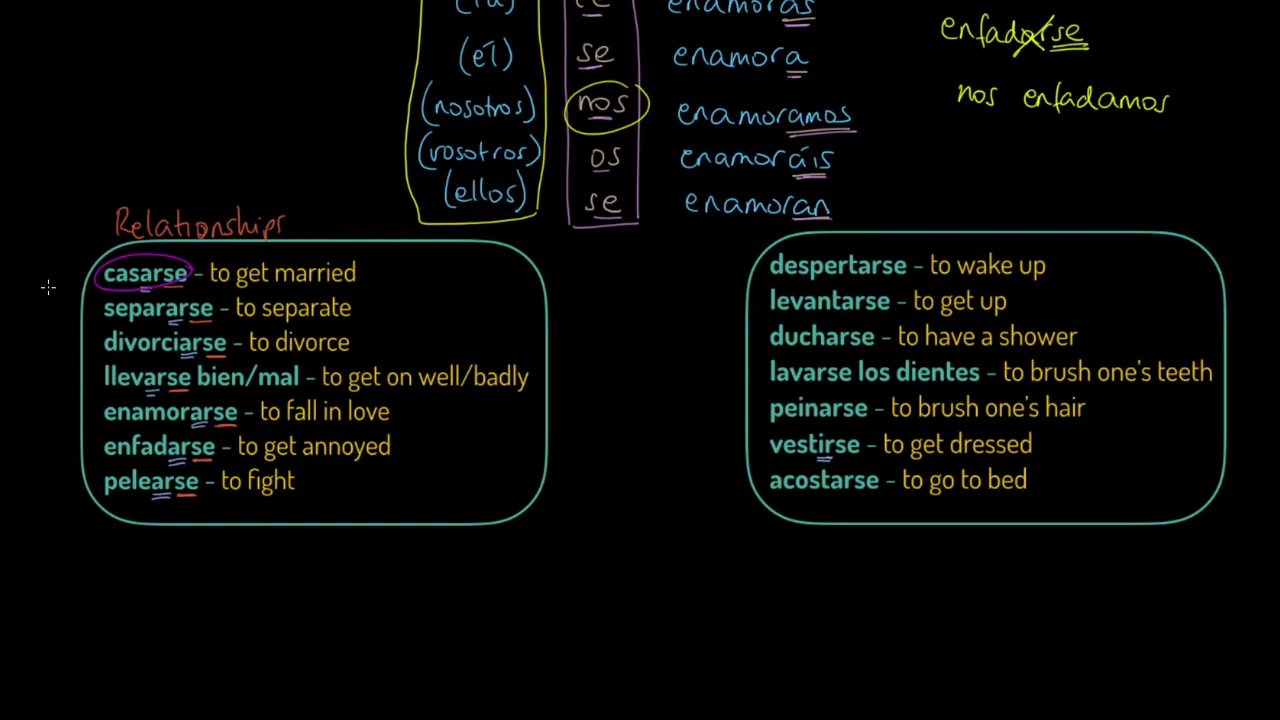 (tú) te enamoras
(él) se enamora
(nosotros) nos enamoramos
(vosotros) os enamoráis
(ellos) se enamoran
enfadarse
nos enfadamos
Relationships
casarse - to get married
separarse - to separate
divorciarse - to divorce
llevarse bien/mal - to get on well/badly
enamorarse - to fall in love
enfadarse - to get annoyed
pelearse - to fight
despertarse - to wake up
levantarse - to get up
ducharse - to have a shower
lavarse los dientes - to brush one's teeth
peinarse - to brush one's hair
vestirse - to get dressed
acostarse - to go to bed